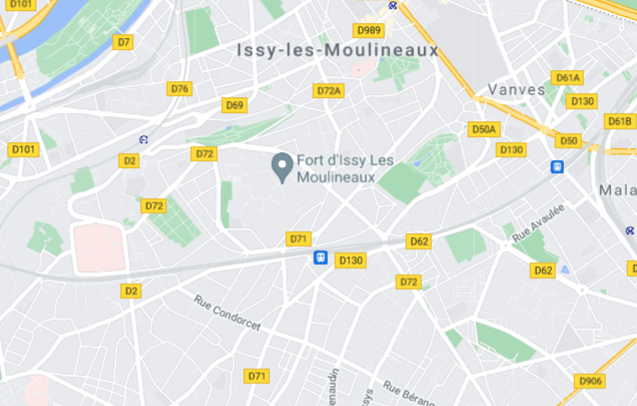 D101
D7
D989
Issy-les-Moulineaux
D76
D72A
D69
Vanves
D61A
D130
D61B
D50A
D50
D130
D101
D2
D72
Fort d'Issy Les
Moulineaux
Mala
D72
Rue Avaulée
D71
D62
D130
D62
D72
D2
Rue Condorcet
D71
enaudin
Rue Bérang
D906